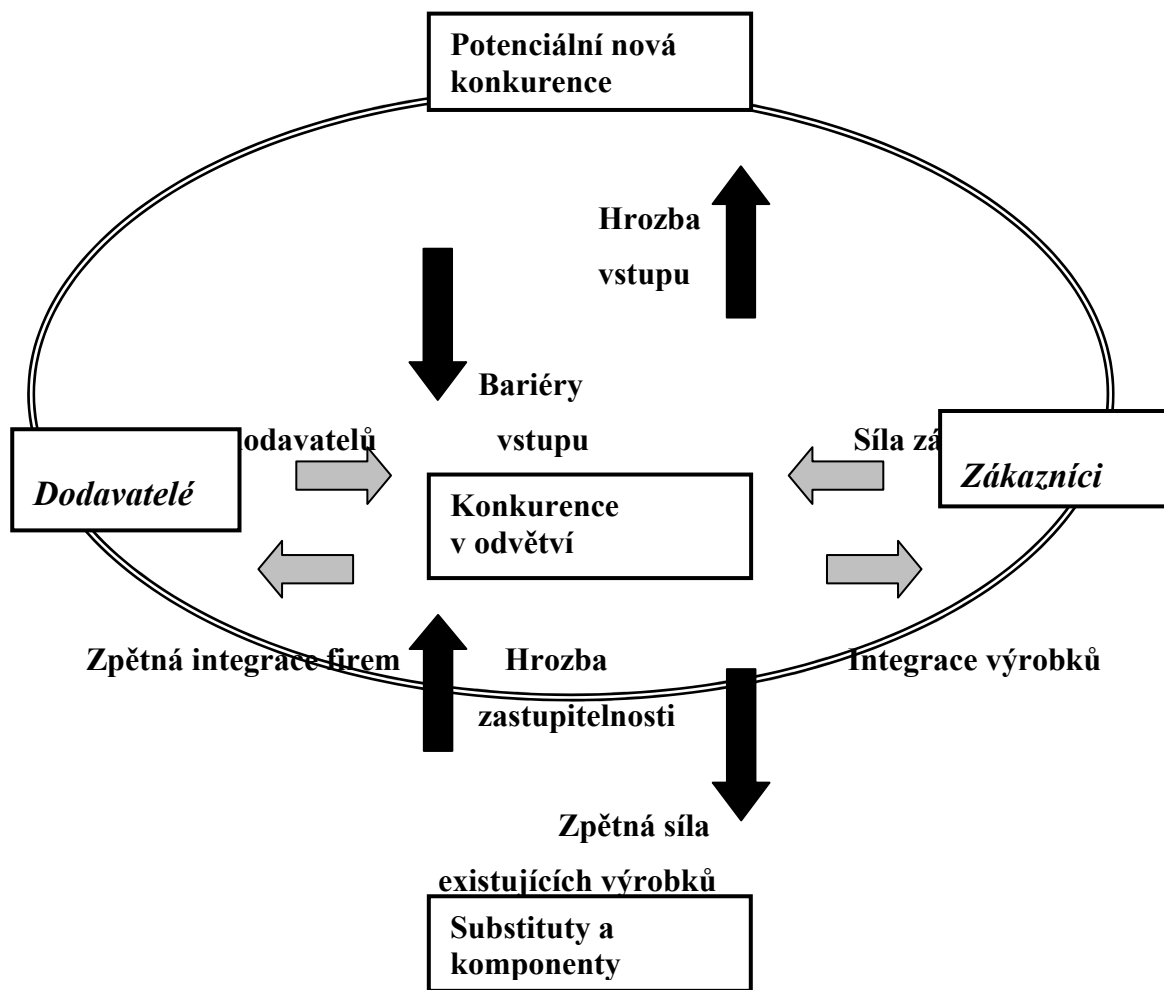 Potenciální nová
konkurence
Hrozba
vstupu
Bariéry
vstupu
odavatelů
Síla zá
Dodavatelé
Zákazníci
Konkurence
v odvětví
Zpětná integrace firem
Hrozba
zastupitelnosti
Integrace výrobků
Zpětná síla
existujících výrobků
Substituty a
komponenty